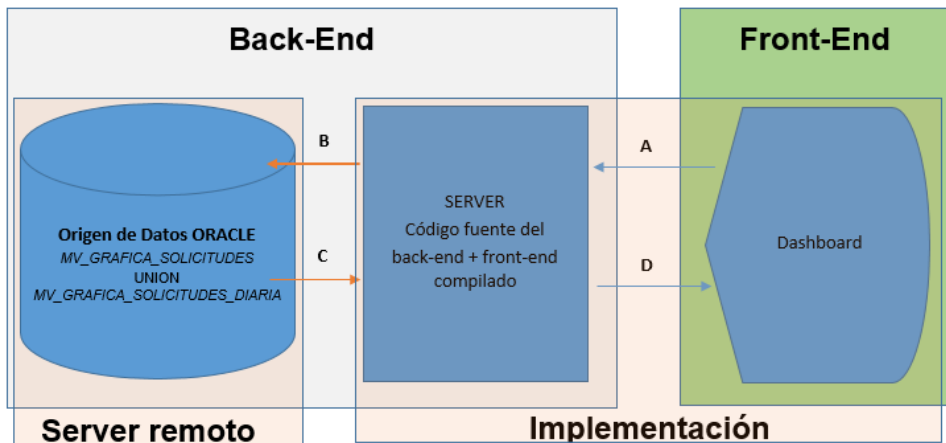 Back-End
Front-End
B
A
SERVER
Código fuente del
back-end + front-end
compilado
Origen de Datos ORACLE
MV_GRAFICA_SOLICITUDES
UNION
MV_GRAFICA_SOLICITUDES_DIARIA
C
D
Dashboard
Server remoto
Implementación